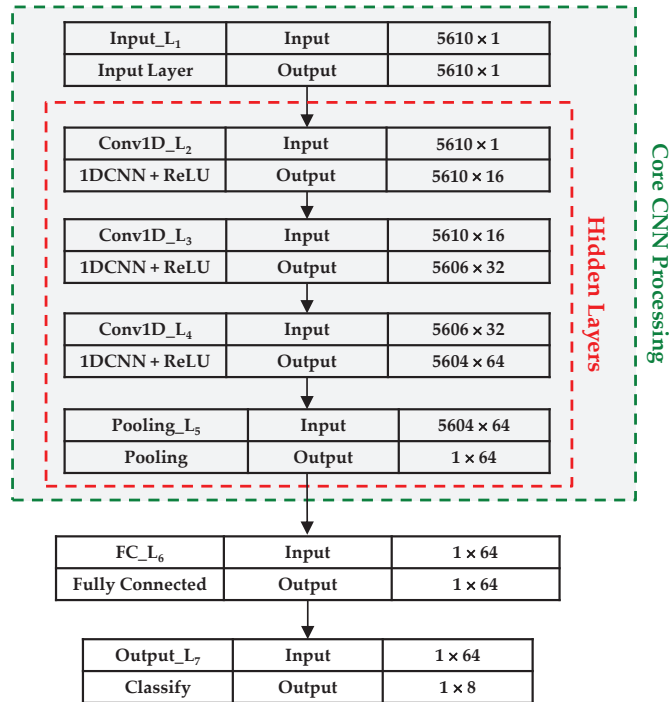 Input_L₁ Input 5610 × 1
Input Layer Output 5610 × 1
Conv1D_L₂ Input 5610 × 1
1DCNN + ReLU Output 5610 × 16
Conv1D_L₃ Input 5610 × 16
1DCNN + ReLU Output 5606 × 32
Conv1D_L₄ Input 5606 × 32
1DCNN + ReLU Output 5604 × 64
Pooling_L₅ Input 5604 × 64
Pooling Output 1 × 64
Hidden Layers
Core CNN Processing
FC_L₆ Input 1 × 64
Fully Connected Output 1 × 64
Output_L₇ Input 1 × 64
Classify Output 1 × 8